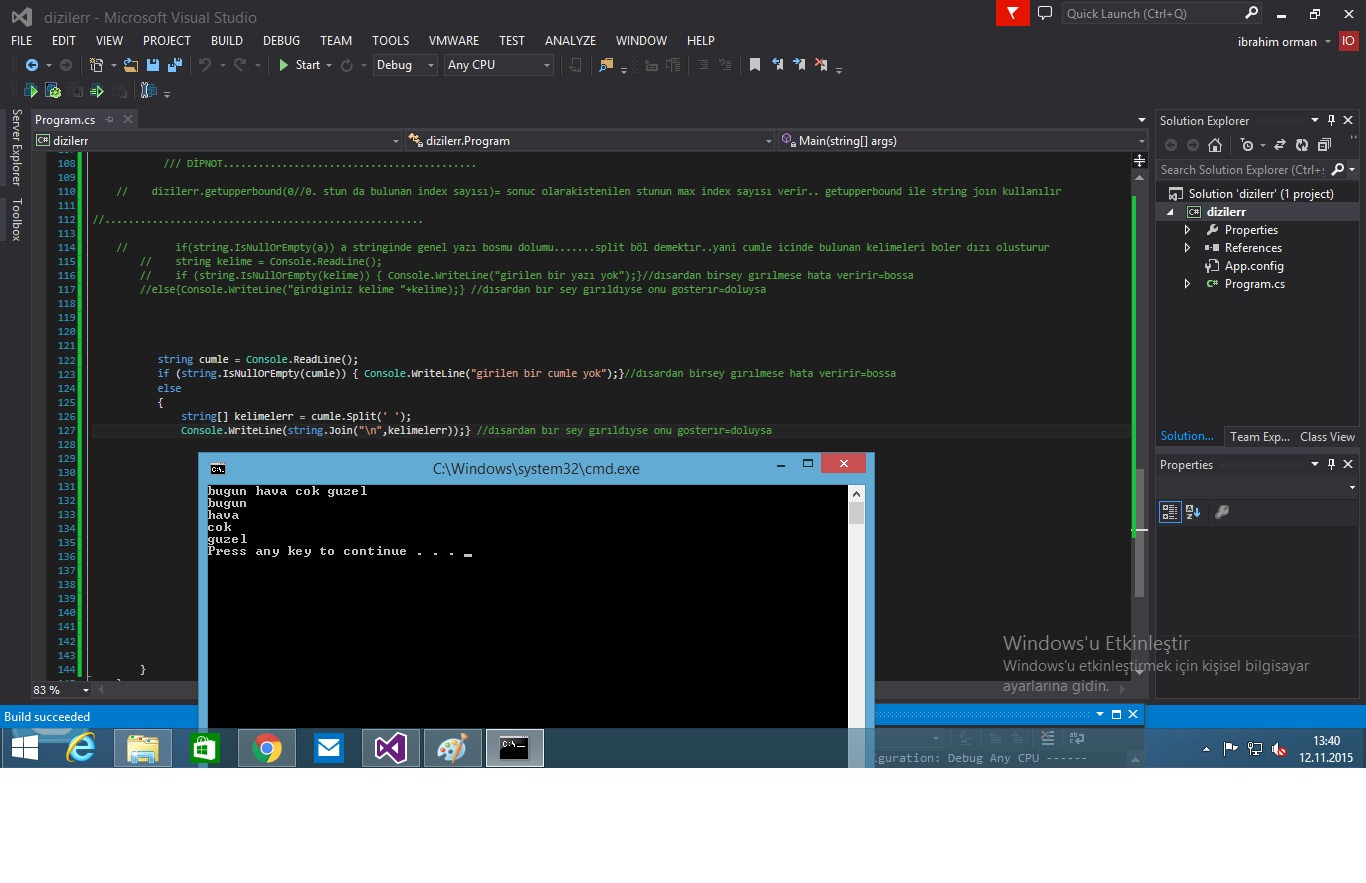 dizilerr - Microsoft Visual Studio
Quick Launch (Ctrl+Q)
FILE EDIT VIEW PROJECT BUILD DEBUG TEAM TOOLS VMWARE TEST ANALYZE WINDOW HELP
ibrahim orman IO
Start Debug Any CPU
Server Explorer
Toolbox
Program.cs
dizilerr dizilerr.Program Main(string[] args)
108 /// DİPNOT...........................................
109
110 // dizilerr.getupperbound(0//0. stun da bulunan index sayısı)= sonuc olarakistenilen stunun max index sayısı verir.. getupperbound ile string joın kullanılır
111
112 //......................................................
113
114 // if(string.IsNullOrEmpty(a)) a stringinde genel yazı bosmu dolumu.......split böl demektır..yani cumle icinde bulunan kelimeleri boler dızı olusturur
115 // string kelime = Console.ReadLine();
116 // if (string.IsNullOrEmpty(kelime)) { Console.WriteLine("girilen bir yazı yok");}//dısardan birsey gırılmese hata veririr=bossa
117 //else{Console.WriteLine("girdiginiz kelime "+kelime);} //dısardan bır sey gırıldıyse onu gosterır=doluysa
118
119
120
121
122 string cumle = Console.ReadLine();
123 if (string.IsNullOrEmpty(cumle)) { Console.WriteLine("girilen bir cumle yok");}//dısardan birsey gırılmese hata veririr=bossa
124 else
125 {
126 string[] kelimelerr = cumle.Split(' ');
127 Console.WriteLine(string.Join("\n",kelimelerr));} //dısardan bır sey gırıldıyse onu gosterır=doluysa
128
129
130
131
132
133
134
135
136
137
138
139
140
141
142
143
144 }
83 %
C:\Windows\system32\cmd.exe
bugun hava cok guzel
bugun
hava
cok
guzel
Press any key to continue . . . _
Solution Explorer
Search Solution Explorer (Ctrl+
Solution 'dizilerr' (1 project)
dizilerr
Properties
References
App.config
Program.cs
Solution... Team Exp... Class View
Properties
Windows'u Etkinleştir
Windows'u etkinleştirmek için kişisel bilgisayar
ayarlarına gidin.
Build succeeded
iguration: Debug Any CPU ------
13:40
12.11.2015